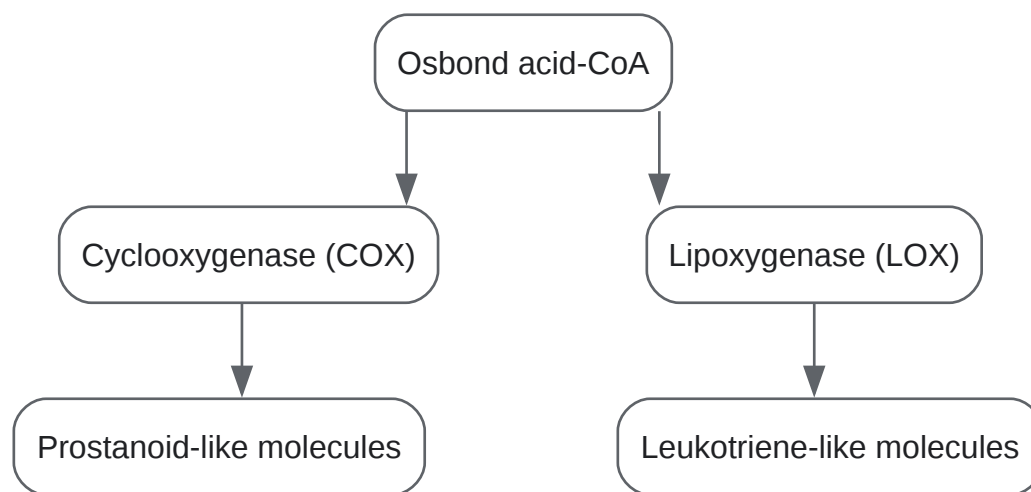 Osbond acid-CoA
Cyclooxygenase (COX)
Lipoxygenase (LOX)
Prostanoid-like molecules
Leukotriene-like molecules